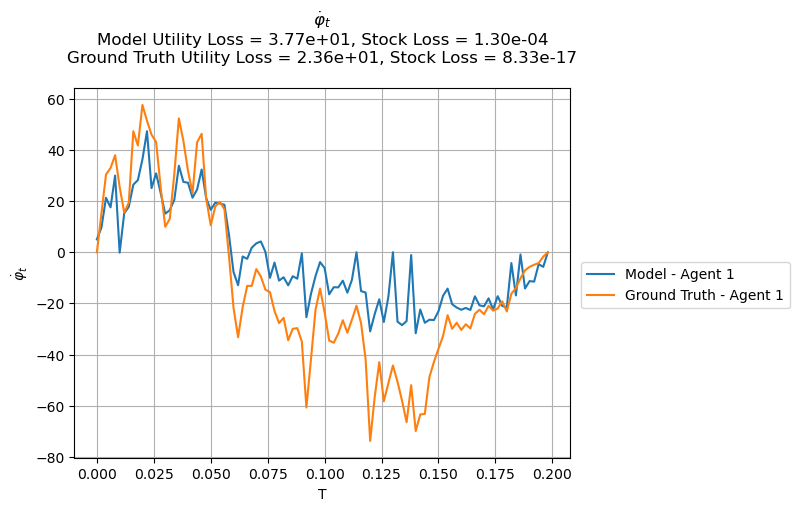 φ̇ₜ
Model Utility Loss = 3.77e+01, Stock Loss = 1.30e-04
Ground Truth Utility Loss = 2.36e+01, Stock Loss = 8.33e-17
60
40
20
0
−20
−40
−60
−80
φ̇ₜ
0.000
0.025
0.050
0.075
0.100
0.125
0.150
0.175
0.200
T
Model - Agent 1
Ground Truth - Agent 1